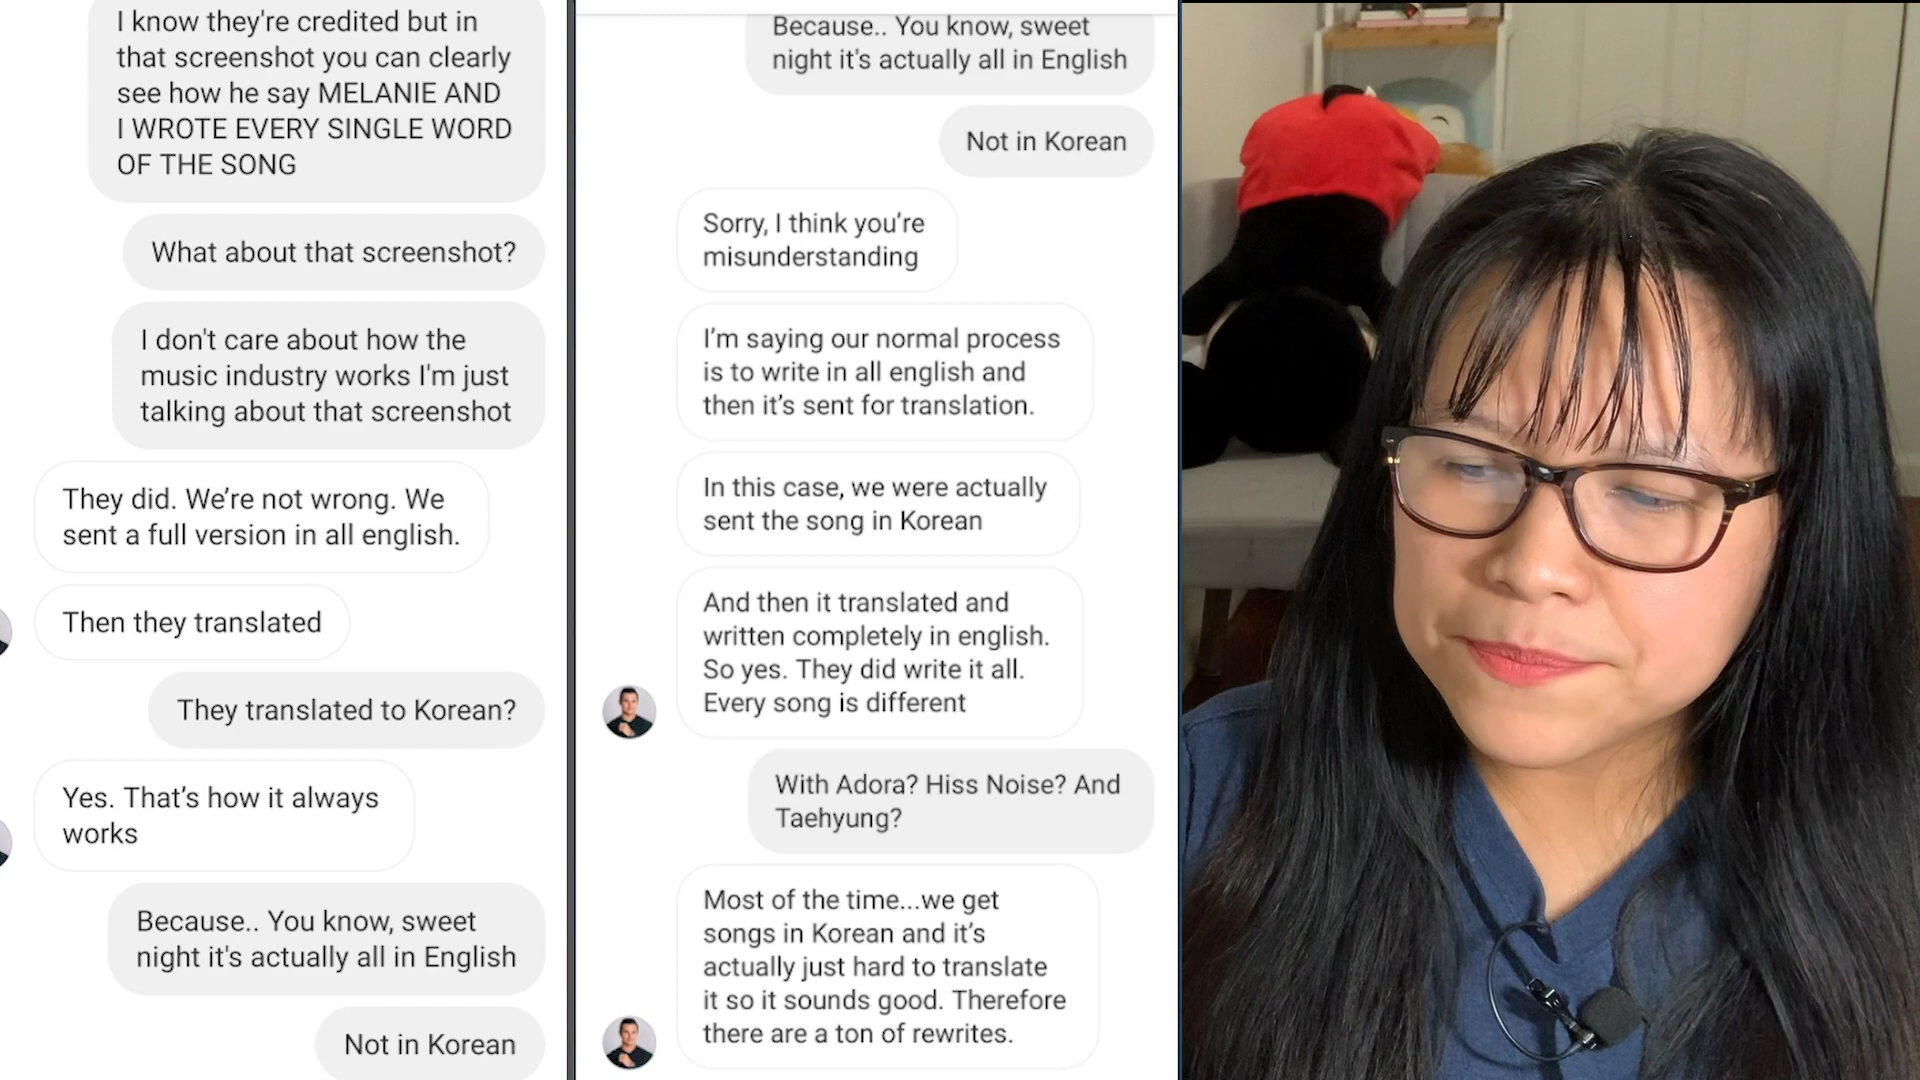 I know they're credited but in
that screenshot you can clearly
see how he say MELANIE AND
I WROTE EVERY SINGLE WORD
OF THE SONG
What about that screenshot?
I don't care about how the
music industry works I'm just
talking about that screenshot
They did. We're not wrong. We
sent a full version in all english.
Then they translated
They translated to Korean?
Yes. That's how it always
works
Because.. You know, sweet
night it's actually all in English
Not in Korean
Because.. You know, sweet
night it's actually all in English
Not in Korean
Sorry, I think you're
misunderstanding
I'm saying our normal process
is to write in all english and
then it's sent for translation.
In this case, we were actually
sent the song in Korean
And then it translated and
written completely in english.
So yes. They did write it all.
Every song is different
With Adora? Hiss Noise? And
Taehyung?
Most of the time...we get
songs in Korean and it's
actually just hard to translate
it so it sounds good. Therefore
there are a ton of rewrites.